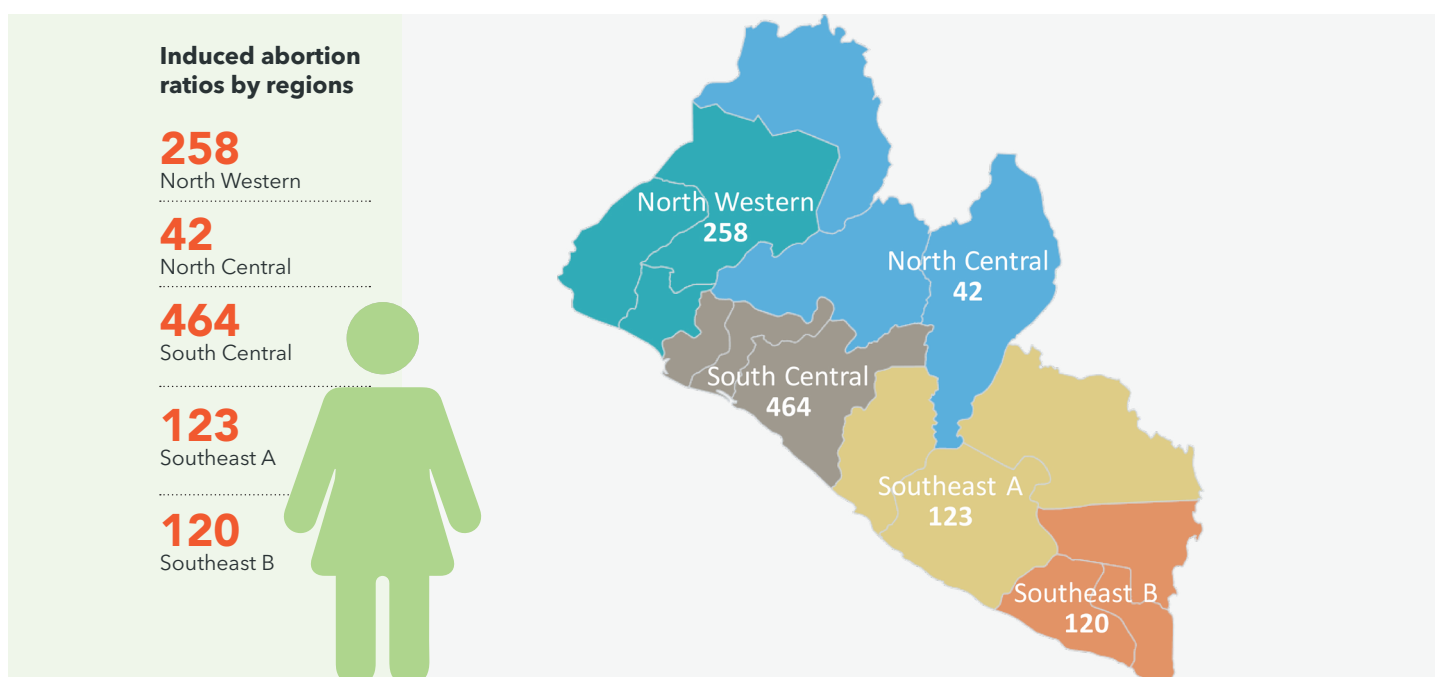 Induced abortion
ratios by regions
258
North Western
42
North Central
464
South Central
123
Southeast A
120
Southeast B
North Western
258
North Central
42
South Central
464
Southeast A
123
Southeast B
120